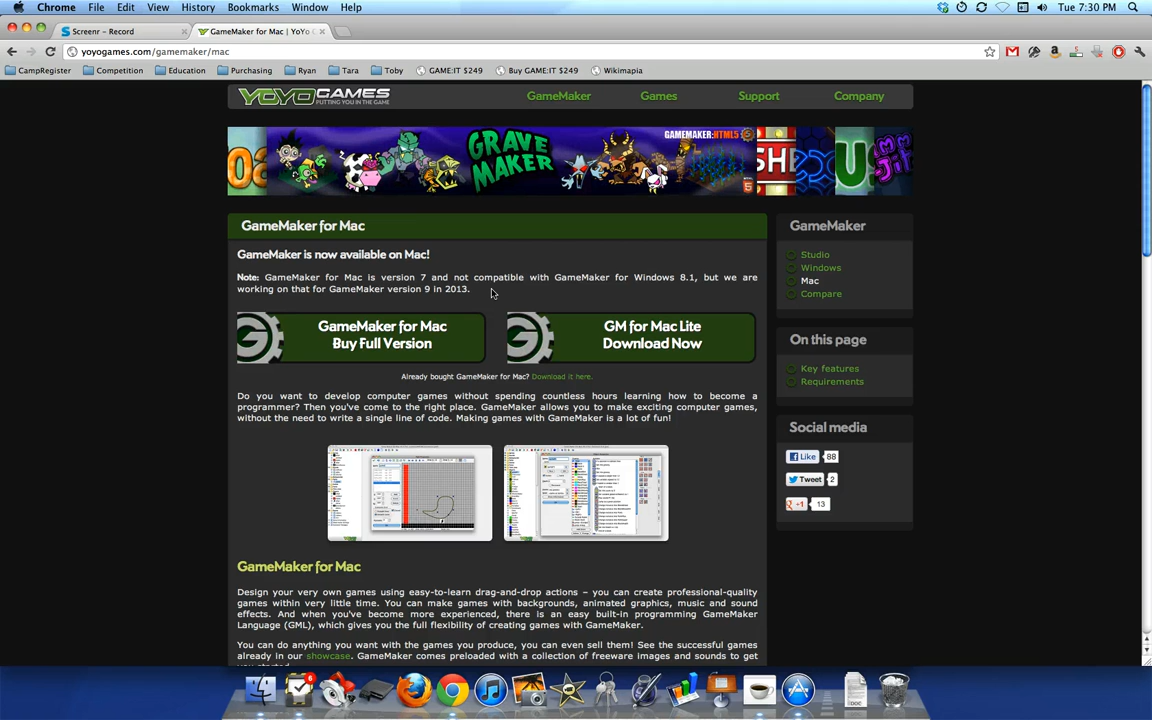 Chrome File Edit View History Bookmarks Window Help Tue 7:30 PM
Screenr - Record GameMaker for Mac | YoYo G
yoyogames.com/gamemaker/mac
CampRegister Competition Education Purchasing Ryan Tara Toby GAME:IT $249 Buy GAME:IT $249 Wikimapia
YOYOGAMES
PUTTING YOU IN THE GAME
GameMaker Games Support Company
GRAVE MAKER
GAMEMAKER:HTML5
GameMaker for Mac
GameMaker is now available on Mac!
Note: GameMaker for Mac is version 7 and not compatible with GameMaker for Windows 8.1, but we are
working on that for GameMaker version 9 in 2013.
GameMaker for Mac
Buy Full Version
GM for Mac Lite
Download Now
Already bought GameMaker for Mac? Download it here.
Do you want to develop computer games without spending countless hours learning how to become a
programmer? Then you've come to the right place. GameMaker allows you to make exciting computer games,
without the need to write a single line of code. Making games with GameMaker is a lot of fun!
GameMaker for Mac
Design your very own games using easy-to-learn drag-and-drop actions – you can create professional-quality
games within very little time. You can make games with backgrounds, animated graphics, music and sound
effects. And when you've become more experienced, there is an easy built-in programming GameMaker
Language (GML), which gives you the full flexibility of creating games with GameMaker.
You can do anything you want with the games you produce, you can even sell them! See the successful games
already in our showcase. GameMaker comes preloaded with a collection of freeware images and sounds to get
you started.
GameMaker
Studio
Windows
Mac
Compare
On this page
Key features
Requirements
Social media
Like 88
Tweet 2
+1 13
6
DOC